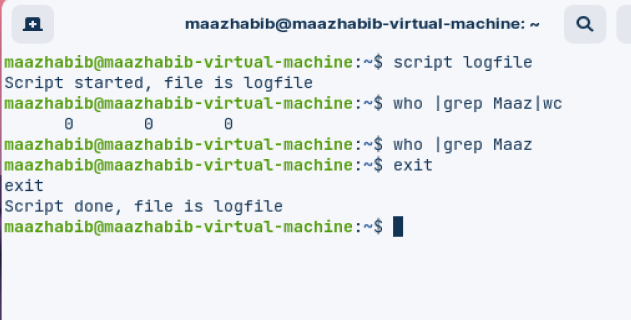 maazhabib@maazhabib-virtual-machine: ~
maazhabib@maazhabib-virtual-machine:~$ script logfile
Script started, file is logfile
maazhabib@maazhabib-virtual-machine:~$ who |grep Maaz|wc
      0       0       0
maazhabib@maazhabib-virtual-machine:~$ who |grep Maaz
maazhabib@maazhabib-virtual-machine:~$ exit
exit
Script done, file is logfile
maazhabib@maazhabib-virtual-machine:~$